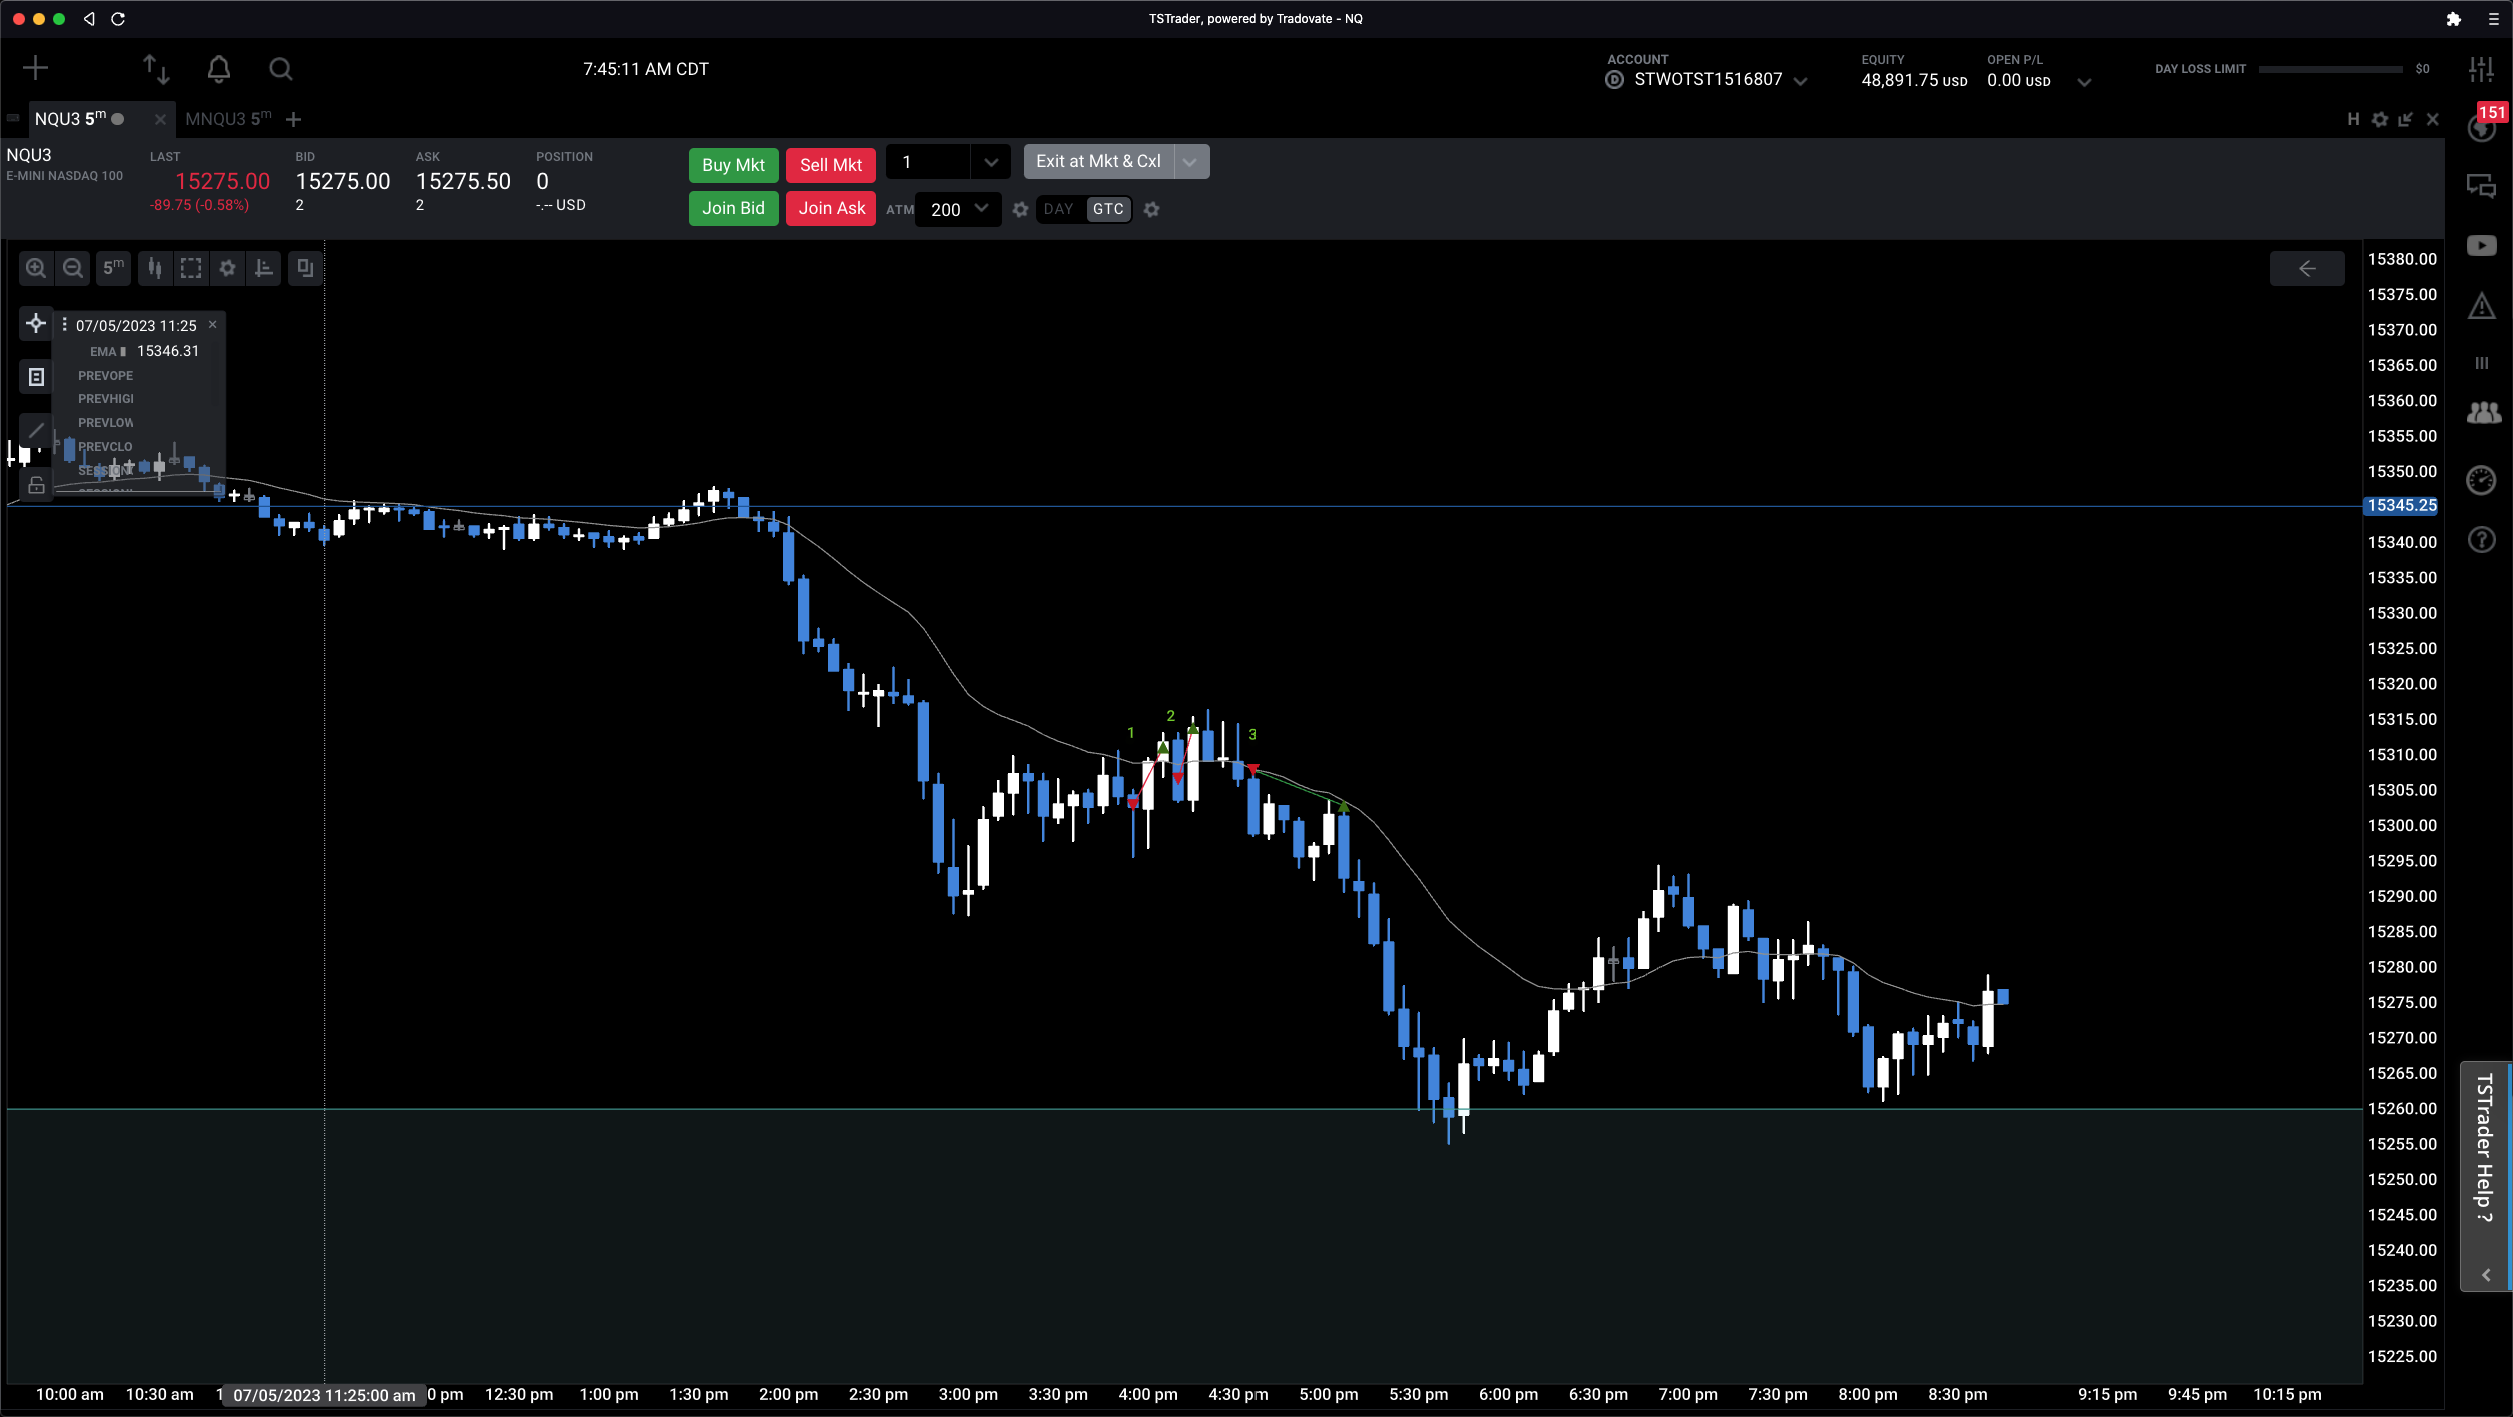 TSTrader, powered by Tradovate - NQ
7:45:11 AM CDT
ACCOUNT
D STWOTST1516807
EQUITY
48,891.75 USD
OPEN P/L
0.00 USD
DAY LOSS LIMIT $0
151
NQU3 5m
MNQU3 5m
H
NQU3
E-MINI NASDAQ 100
LAST
15275.00
-89.75 (-0.58%)
BID
15275.00
2
ASK
15275.50
2
POSITION
0
-.-- USD
Buy Mkt
Sell Mkt
1
Exit at Mkt & Cxl
Join Bid
Join Ask
ATM 200
DAY GTC
5m
07/05/2023 11:25
EMA 15346.31
PREVOPE
PREVHIGI
PREVLOW
PREVCLO
1
2
3
15380.00
15375.00
15370.00
15365.00
15360.00
15355.00
15350.00
15345.25
15340.00
15335.00
15330.00
15325.00
15320.00
15315.00
15310.00
15305.00
15300.00
15295.00
15290.00
15285.00
15280.00
15275.00
15270.00
15265.00
15260.00
15255.00
15250.00
15245.00
15240.00
15235.00
15230.00
15225.00
TSTrader Help ?
10:00 am 10:30 am 1 07/05/2023 11:25:00 am 0 pm 12:30 pm 1:00 pm 1:30 pm 2:00 pm 2:30 pm 3:00 pm 3:30 pm 4:00 pm 4:30 pm 5:00 pm 5:30 pm 6:00 pm 6:30 pm 7:00 pm 7:30 pm 8:00 pm 8:30 pm 9:15 pm 9:45 pm 10:15 pm